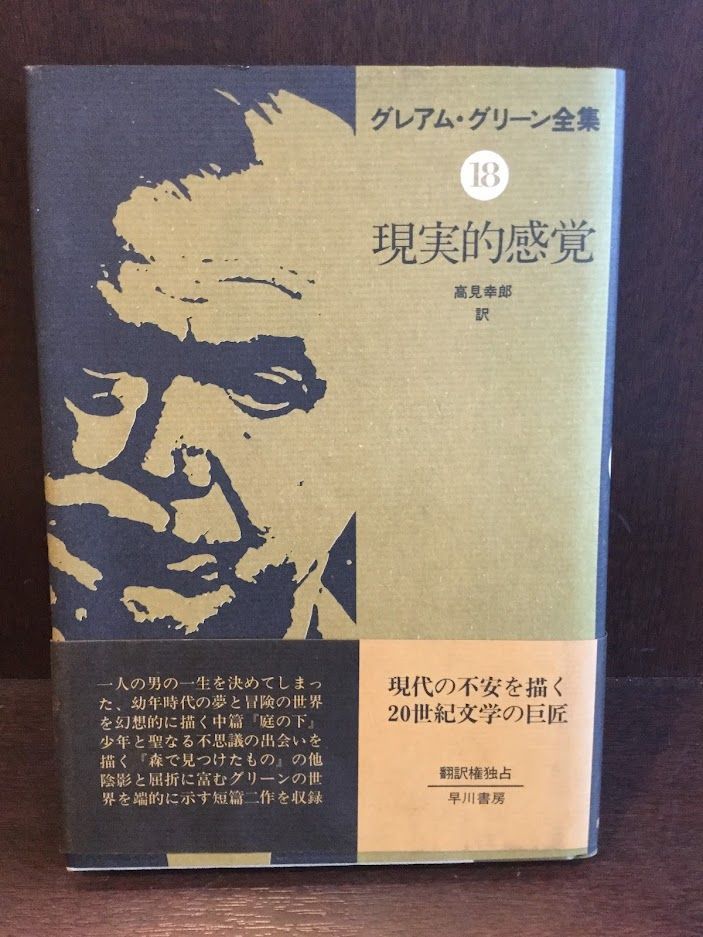 グレアム・グリーン全集
18
現実的感覚
高見幸郎
訳
一人の男の一生を決めてしまっ
た、幼年時代の夢と冒険の世界
を幻想的に描く中篇『庭の下』
少年と聖なる不思議の出会いを
描く『森で見つけたもの』の他
陰影と屈折に富むグリーンの世
界を端的に示す短篇二作を収録
現代の不安を描く
20世紀文学の巨匠
翻訳権独占
早川書房